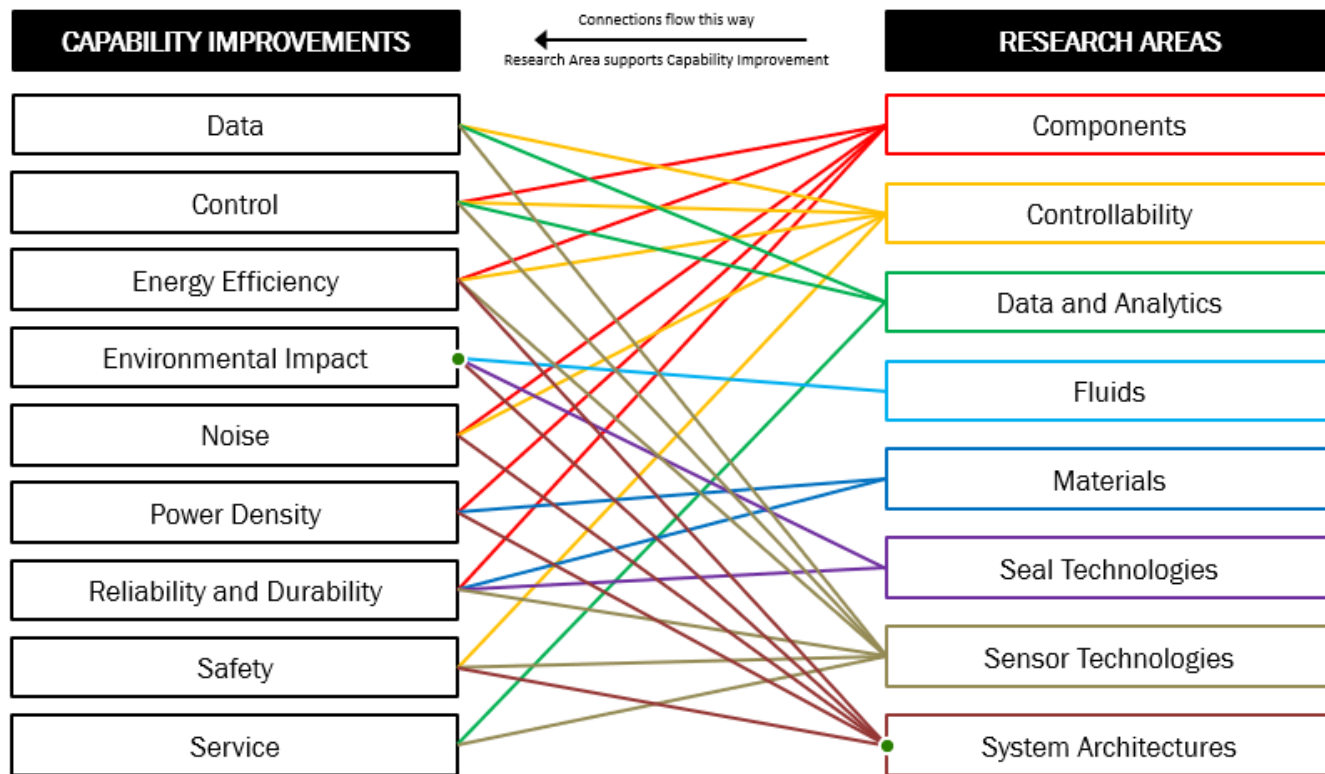 CAPABILITY IMPROVEMENTS
Connections flow this way
Research Area supports Capability Improvement
RESEARCH AREAS
Data
Control
Energy Efficiency
Environmental Impact
Noise
Power Density
Reliability and Durability
Safety
Service
Components
Controllability
Data and Analytics
Fluids
Materials
Seal Technologies
Sensor Technologies
System Architectures